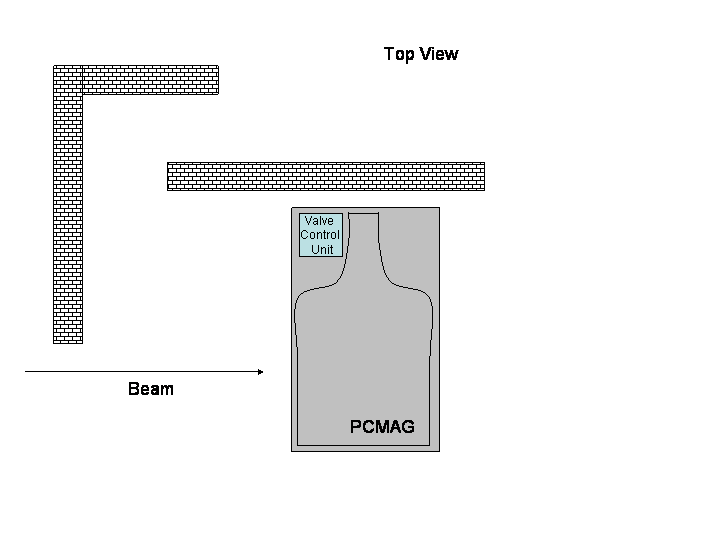 Top View
Valve
Control
Unit
Beam
PCMAG